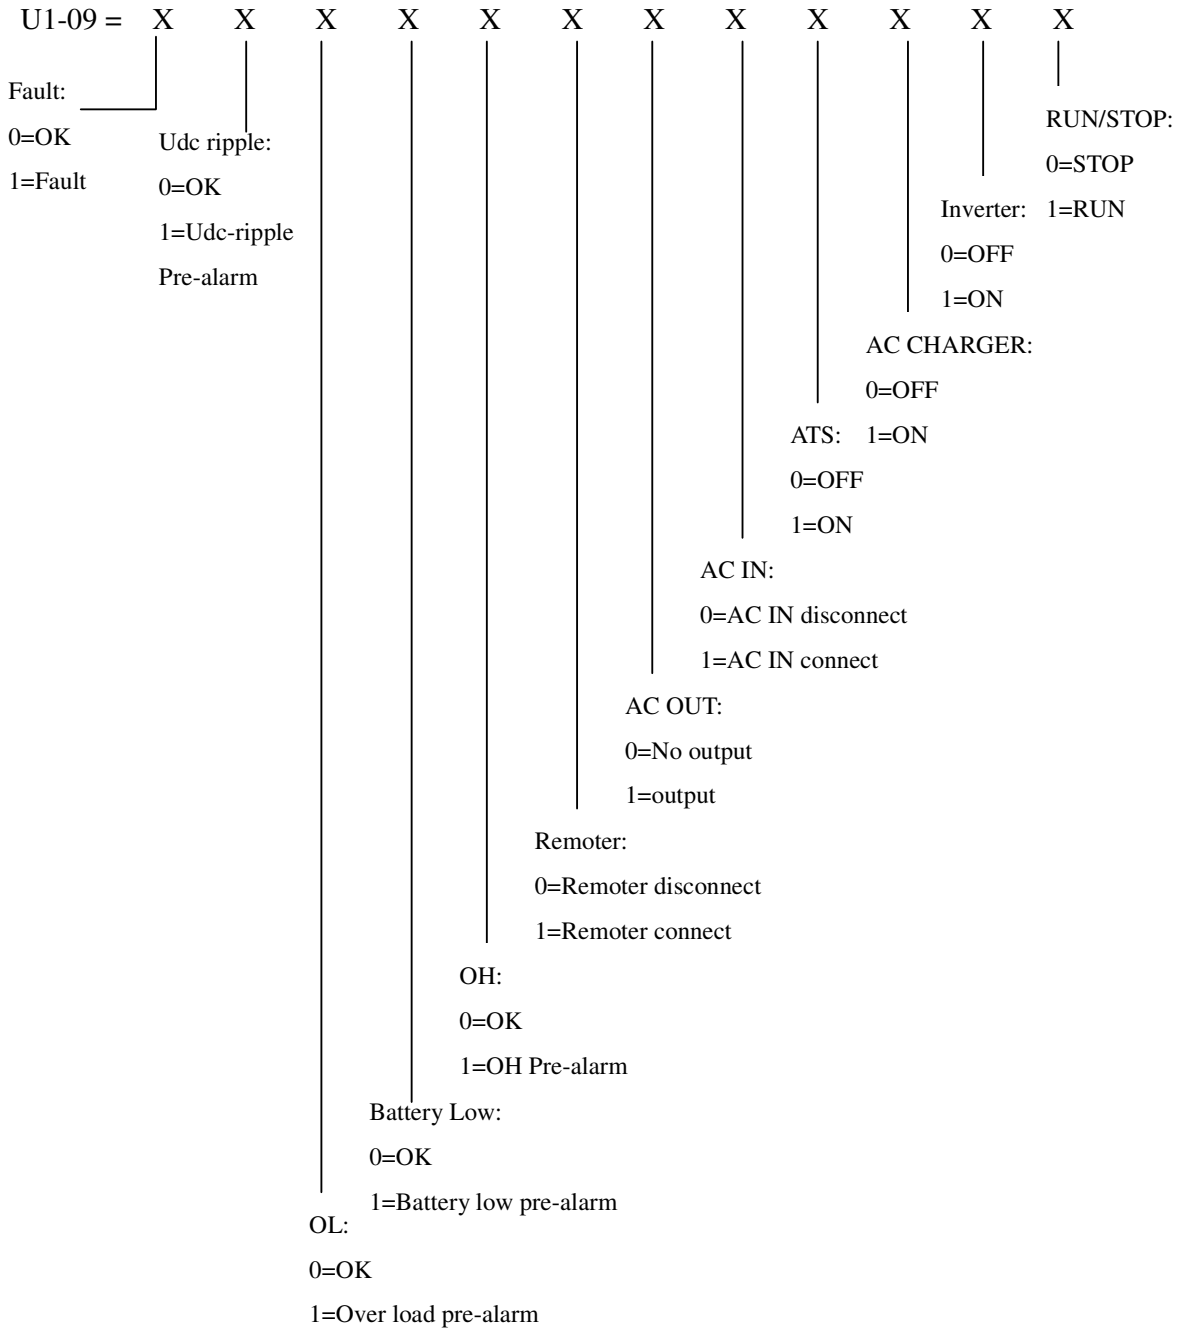 U1-09 = X X X X X X X X X X X X
Fault:
0=OK
1=Fault
Udc ripple:
0=OK
1=Udc-ripple
Pre-alarm
RUN/STOP:
0=STOP
1=RUN
Inverter:
0=OFF
1=ON
AC CHARGER:
0=OFF
1=ON
ATS:
0=OFF
1=ON
AC IN:
0=AC IN disconnect
1=AC IN connect
AC OUT:
0=No output
1=output
Remoter:
0=Remoter disconnect
1=Remoter connect
OH:
0=OK
1=OH Pre-alarm
Battery Low:
0=OK
1=Battery low pre-alarm
OL:
0=OK
1=Over load pre-alarm